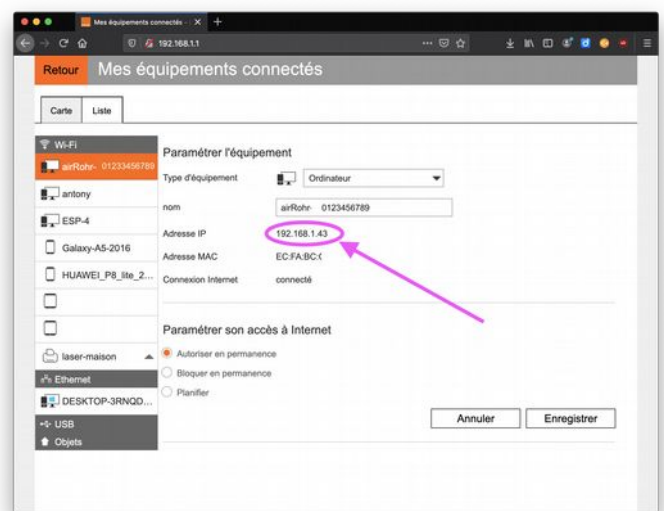 Mes équipements connectés -
192.168.1.1
Retour Mes équipements connectés
Carte Liste
Wi-Fi
airRohr- 01233456789
antony
ESP-4
Galaxy-A5-2016
HUAWEI_P8_lite_2...
laser-maison
Ethernet
DESKTOP-3RNQD...
USB
Objets
Paramétrer l'équipement
Type d'équipement Ordinateur
nom airRohr- 0123456789
Adresse IP 192.168.1.43
Adresse MAC EC:FA:BC:
Connexion Internet connecté
Paramétrer son accès à Internet
Autoriser en permanence
Bloquer en permanence
Planifier
Annuler Enregistrer